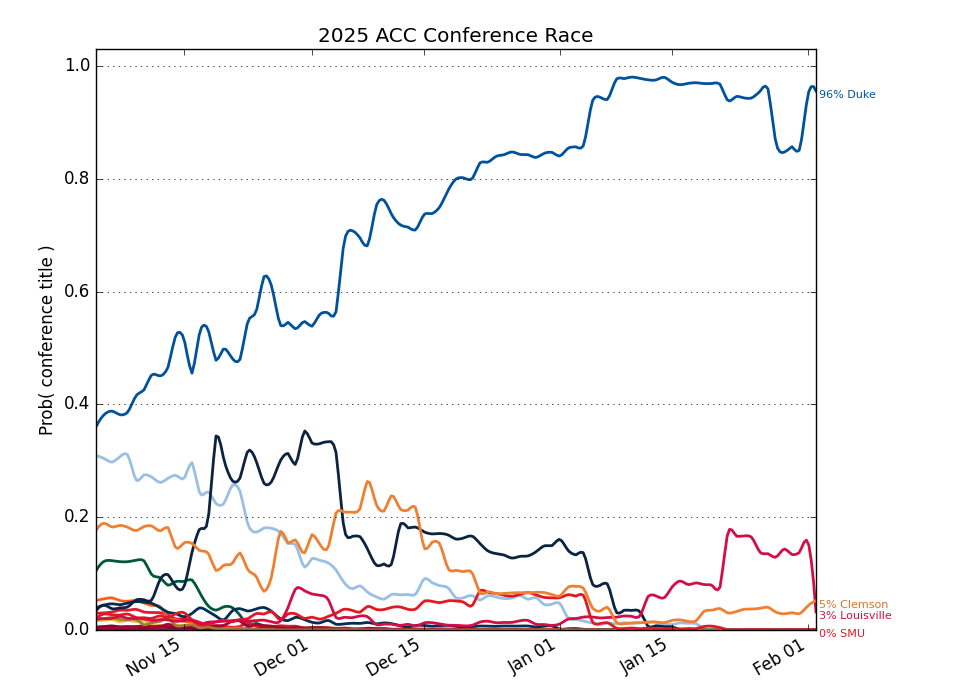 2025 ACC Conference Race
Prob( conference title )
1.0
0.8
0.6
0.4
0.2
0.0
Nov 15
Dec 01
Dec 15
Jan 01
Jan 15
Feb 01
96% Duke
5% Clemson
3% Louisville
0% SMU